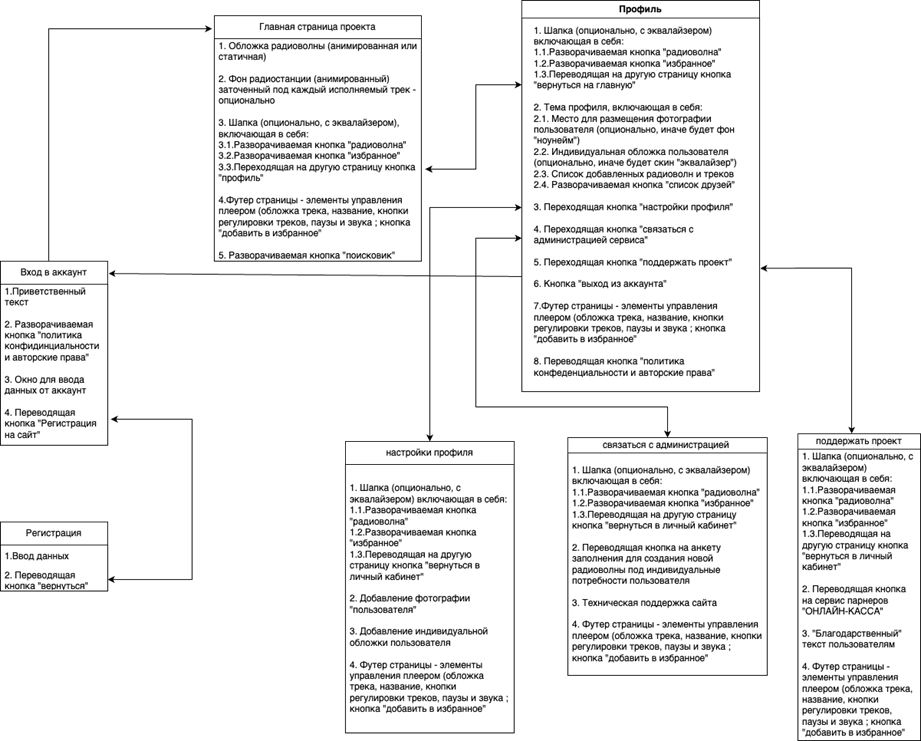 Главная страница проекта
1. Обложка радиоволны (анимированная или
статичная)
2. Фон радиостанции (анимированный)
заточенный под каждый исполняемый трек -
опционально
3. Шапка (опционально, с эквалайзером),
включающая в себя:
3.1.Разворачиваемая кнопка "радиоволна"
3.2.Разворачиваемая кнопка "избранное"
3.3.Переходящая на другую страницу кнопка
"профиль"
4.Футер страницы - элементы управления
плеером (обложка трека, название, кнопки
регулировки треков, паузы и звука ; кнопка
"добавить в избранное")
5. Разворачиваемая кнопка "поисковик"
Профиль
1. Шапка (опционально, с эквалайзером)
включающая в себя:
1.1.Разворачиваемая кнопка "радиоволна"
1.2.Разворачиваемая кнопка "избранное"
1.3.Переводящая на другую страницу кнопка
"вернуться на главную"
2. Тема профиля, включающая в себя:
2.1. Место для размещения фотографии
пользователя (опционально, иначе будет фон
"ноунейм")
2.2. Индивидуальная обложка пользователя
(опционально, иначе будет скин "эквалайзер")
2.3. Список добавленных радиоволн и треков
2.4. Разворачиваемая кнопка "список друзей"
3. Переходящая кнопка "настройки профиля"
4. Переходящая кнопка "связаться с
администрацией сервиса"
5. Переходящая кнопка "поддержать проект"
6. Кнопка "выход из аккаунта"
7.Футер страницы - элементы управления
плеером (обложка трека, название, кнопки
регулировки треков, паузы и звука ; кнопка
"добавить в избранное")
8. Переводящая кнопка "политика
конфеденциальности и авторские права"
Вход в аккаунт
1.Приветственный
текст
2. Разворачиваемая
кнопка "политика
конфидинциальности
и авторские права"
3. Окно для ввода
данных от аккаунт
4. Переводящая
кнопка "Регистрация
на сайт"
Регистрация
1.Ввод данных
2. Переводящая
кнопка "вернуться"
настройки профиля
1. Шапка (опционально, с
эквалайзером) включающая в себя:
1.1.Разворачиваемая кнопка
"радиоволна"
1.2.Разворачиваемая кнопка
"избранное"
1.3.Переводящая на другую
страницу кнопка "вернуться в
личный кабинет"
2. Добавление фотографии
"пользователя"
3. Добавление индивидуальной
обложки пользователя
4. Футер страницы - элементы
управления плеером (обложка
трека, название, кнопки
регулировки треков, паузы и звука ;
кнопка "добавить в избранное")
связаться с администрацией
1. Шапка (опционально, с эквалайзером)
включающая в себя:
1.1.Разворачиваемая кнопка "радиоволна"
1.2.Разворачиваемая кнопка "избранное"
1.3.Переводящая на другую страницу
кнопка "вернуться в личный кабинет"
2. Переводящая кнопка на анкету
заполнения для создания новой
радиоволны под индивидуальные
потребности пользователя
3. Техническая поддержка сайта
4. Футер страницы - элементы управления
плеером (обложка трека, название, кнопки
регулировки треков, паузы и звука ;
кнопка "добавить в избранное")
поддержать проект
1. Шапка (опционально, с
эквалайзером) включающая в
себя:
1.1.Разворачиваемая кнопка
"радиоволна"
1.2.Разворачиваемая кнопка
"избранное"
1.3.Переводящая на
другую страницу кнопка
"вернуться в личный
кабинет"
2. Переводящая кнопка
на сервис парнеров
"ОНЛАЙН-КАССА"
3. "Благодарственный"
текст пользователям
4. Футер страницы -
элементы управления
плеером (обложка трека,
название, кнопки
регулировки треков,
паузы и звука ; кнопка
"добавить в избранное")